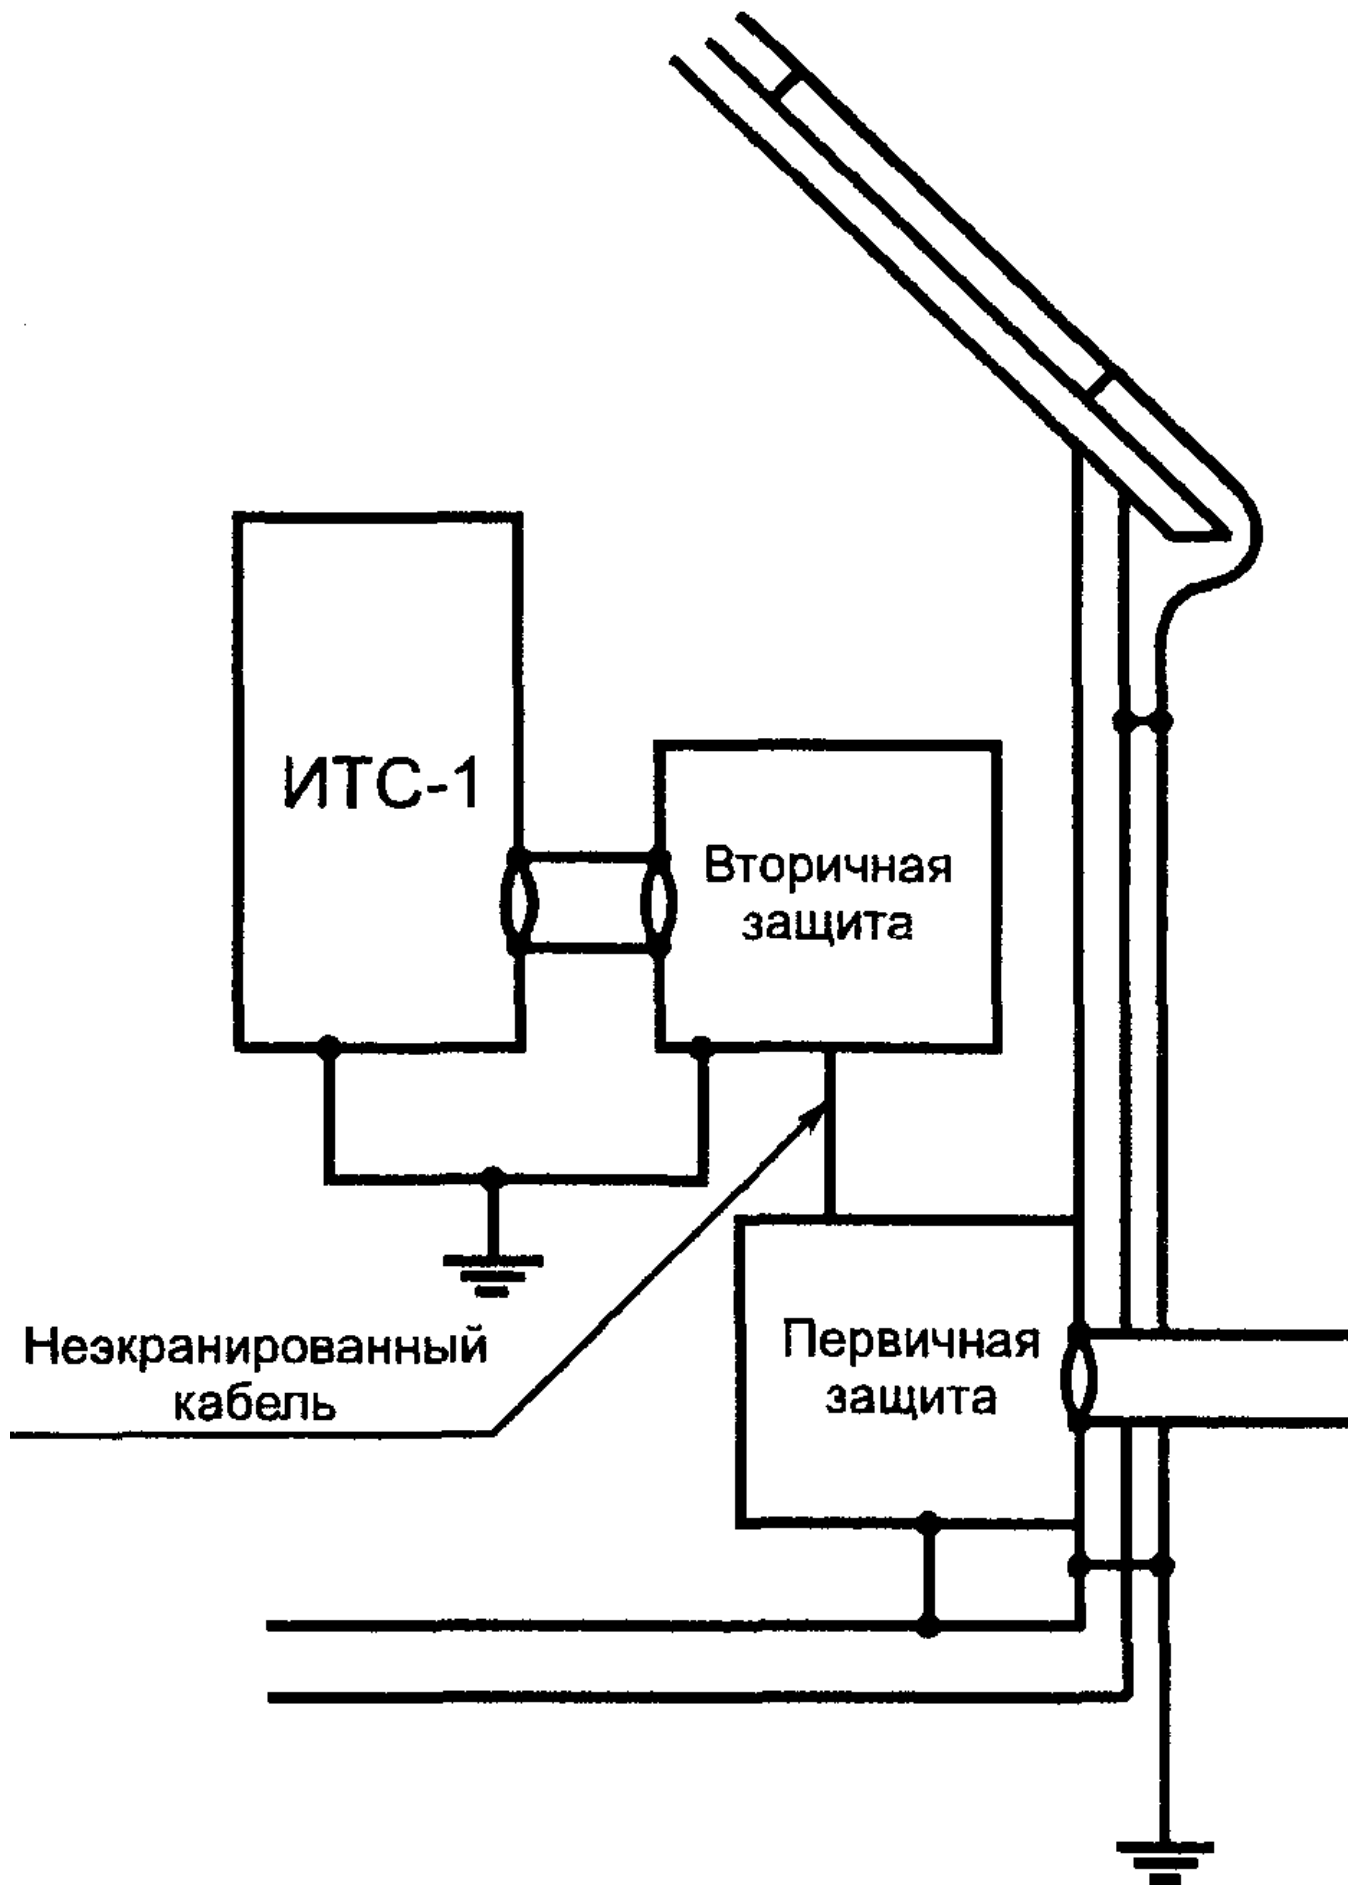 ИТС-1
Вторичная
защита
Неэкранированный
кабель
Первичная
защита